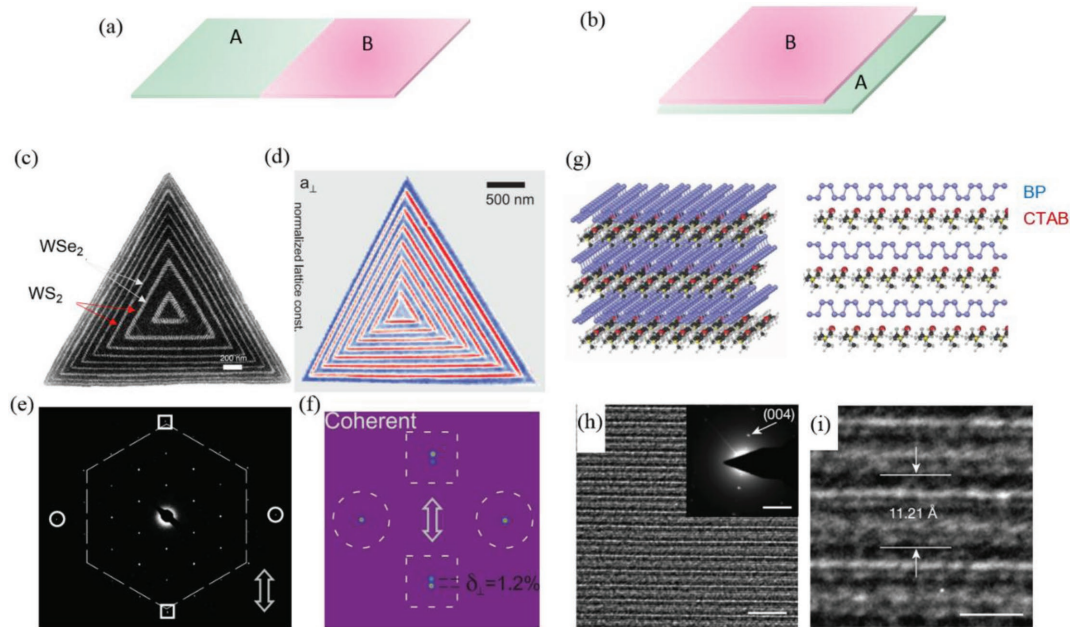 (a)
A
B
(b)
B
A
(c)
WSe₂
WS₂
200 nm
(d)
a⊥
500 nm
normalized lattice const.
(e)
(f)
Coherent
δ⊥=1.2%
(g)
BP
CTAB
(h)
(004)
(i)
11.21 Å